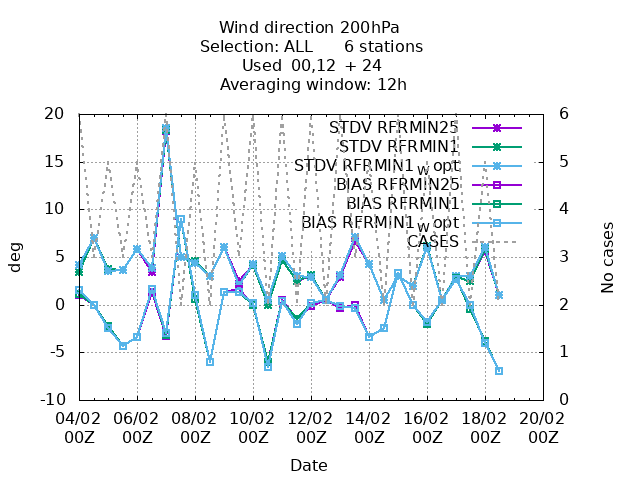 Wind direction 200hPa
Selection: ALL 6 stations
Used 00,12 + 24
Averaging window: 12h
20
15
10
5
0
-5
-10
6
5
4
3
2
1
0
deg
No cases
STDV RFRMIN25
STDV RFRMIN1
STDV RFRMIN1_w opt
BIAS RFRMIN25
BIAS RFRMIN1
BIAS RFRMIN1_w opt
CASES
04/02 06/02 08/02 10/02 12/02 14/02 16/02 18/02 20/02
00Z 00Z 00Z 00Z 00Z 00Z 00Z 00Z 00Z
Date